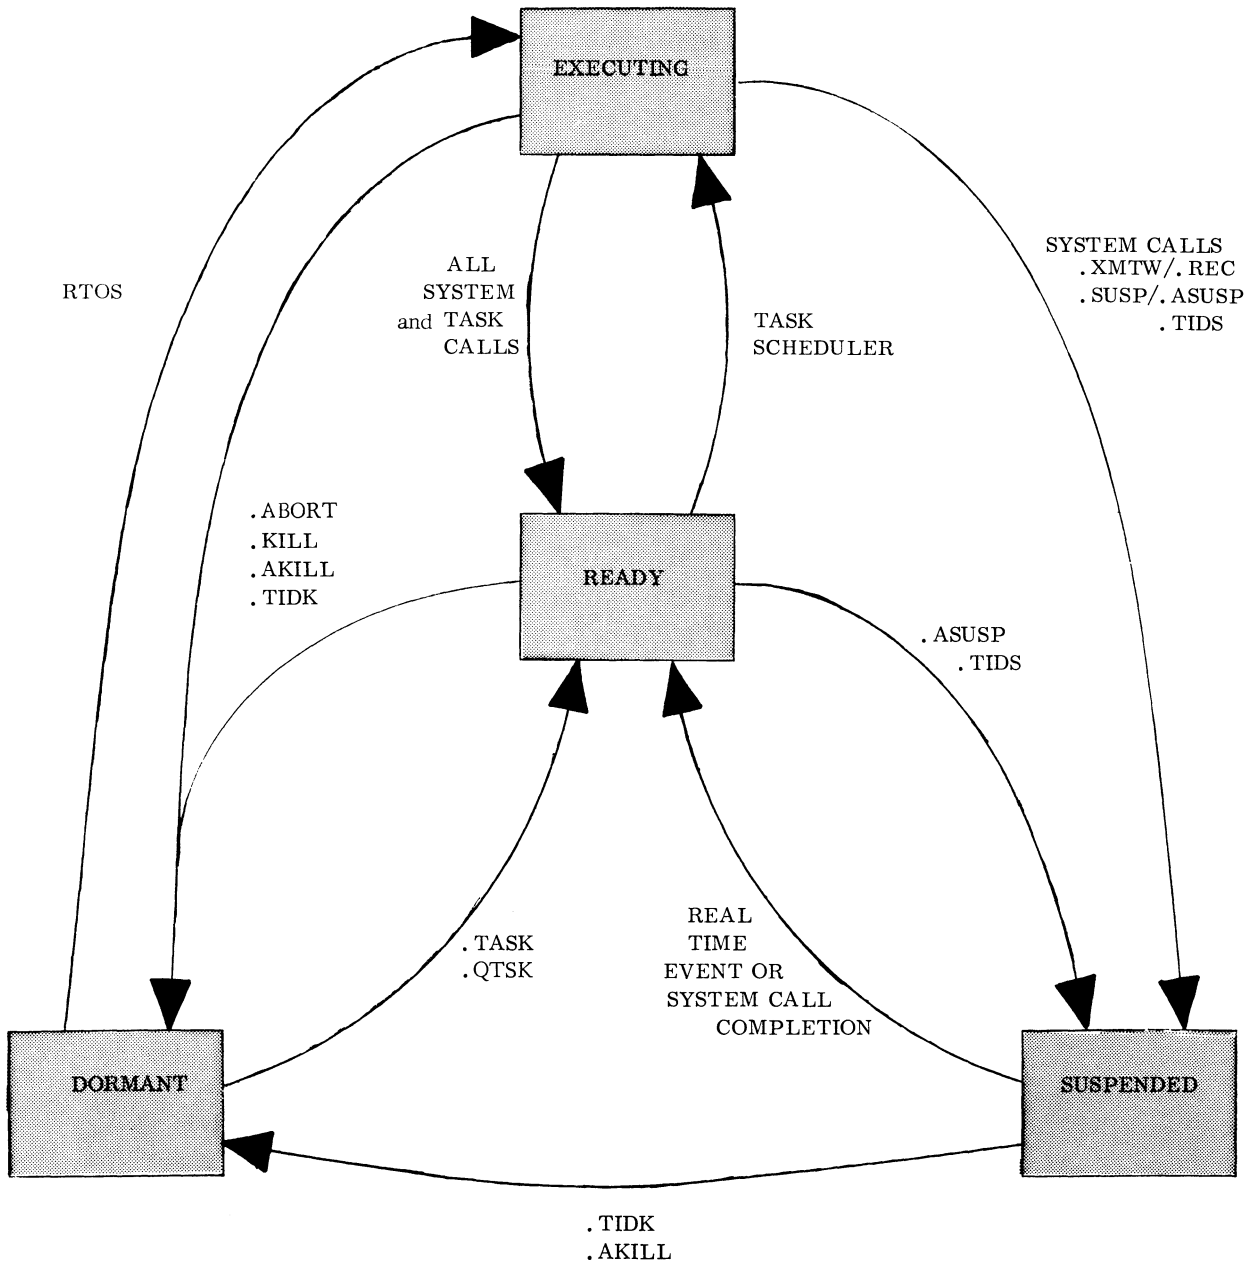 EXECUTING
SYSTEM CALLS
.XMTW/.REC
.SUSP/.ASUSP
.TIDS
RTOS
ALL
SYSTEM
and TASK
CALLS
TASK
SCHEDULER
.ABORT
.KILL
.AKILL
.TIDK
READY
.ASUSP
.TIDS
.TASK
.QTSK
REAL
TIME
EVENT OR
SYSTEM CALL
COMPLETION
DORMANT
SUSPENDED
.TIDK
.AKILL